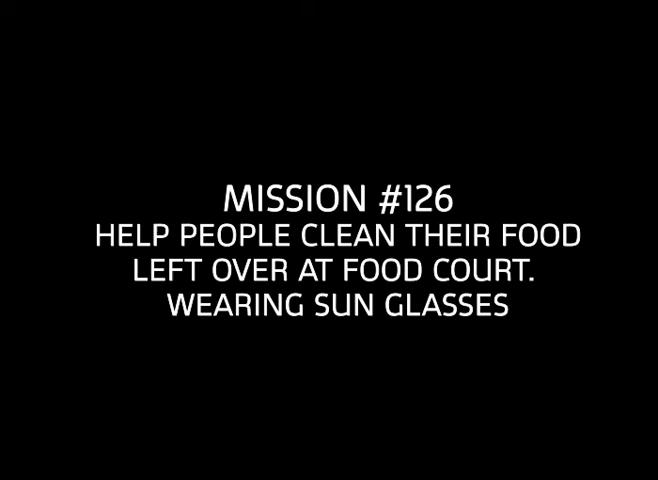 MISSION #126
HELP PEOPLE CLEAN THEIR FOOD
LEFT OVER AT FOOD COURT.
WEARING SUN GLASSES